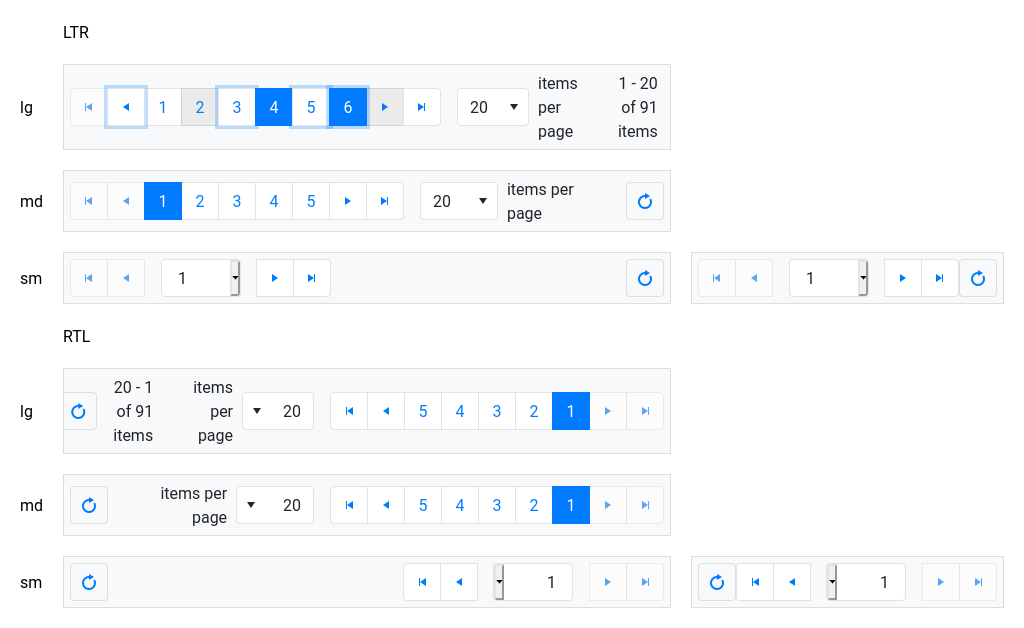 LTR
lg
1 2 3 4 5 6
20
items per page
1 - 20 of 91 items
md
1 2 3 4 5
20
items per page
sm
1
1
RTL
lg
20 - 1 of 91 items
items per page
20
5 4 3 2 1
md
items per page
20
5 4 3 2 1
sm
1
1